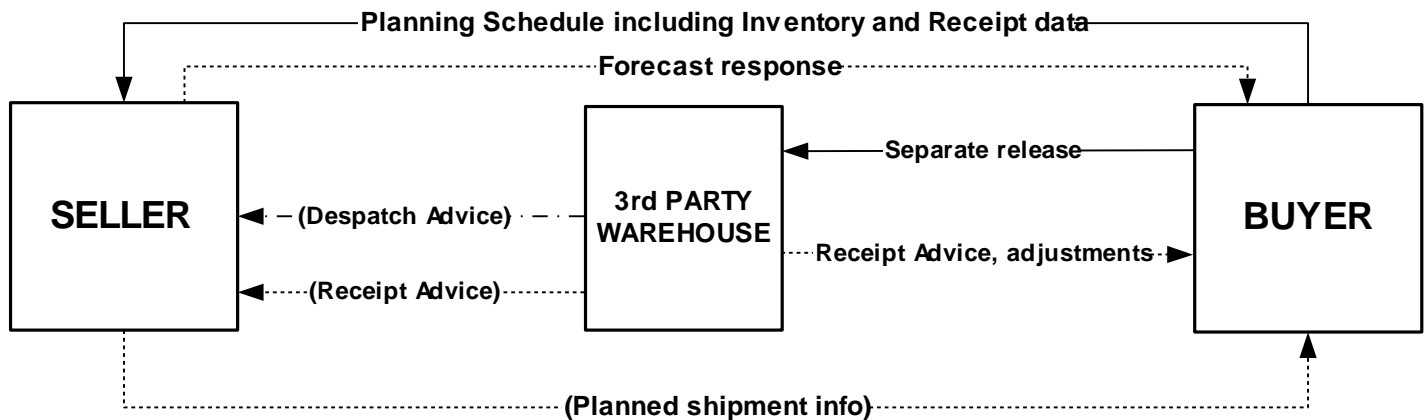 Planning Schedule including Inventory and Receipt data
Forecast response
Separate release
SELLER
(Despatch Advice)
3rd PARTY
WAREHOUSE
BUYER
Receipt Advice, adjustments
(Receipt Advice)
(Planned shipment info)